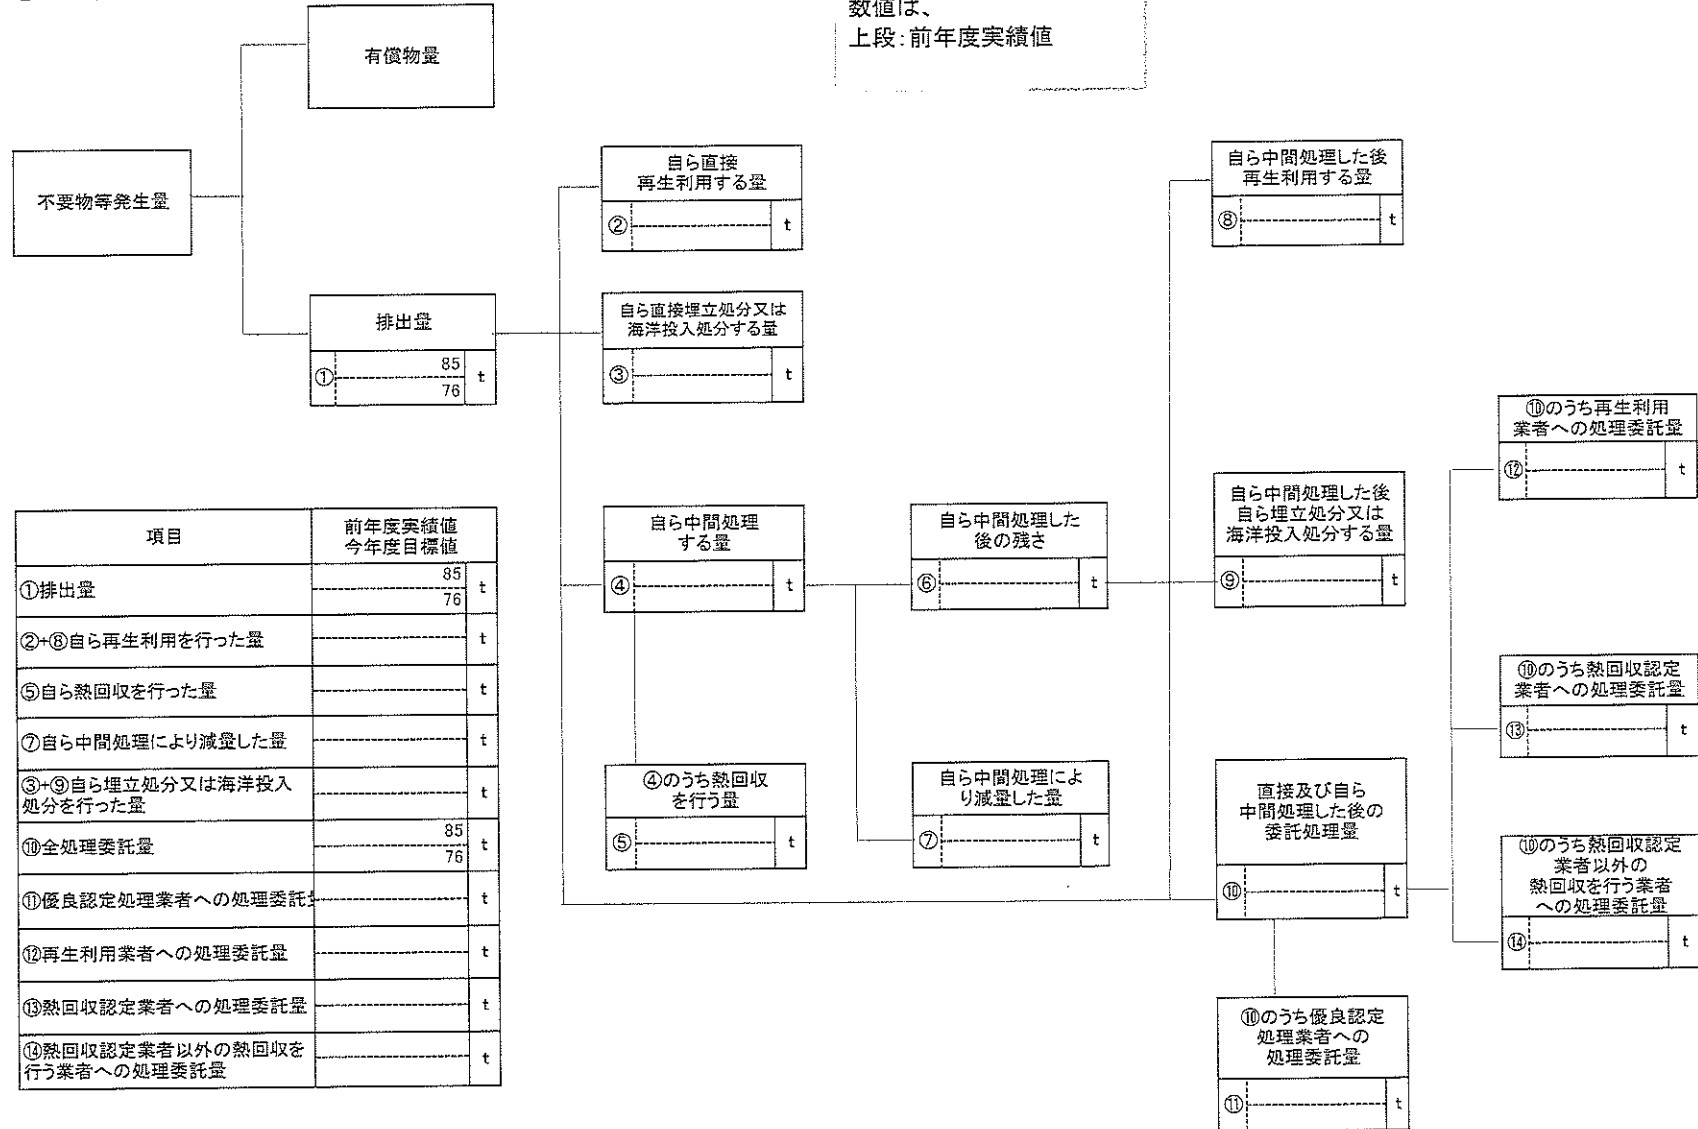 数値は、
上段:前年度実績値
有償物量
不要物等発生量
排出量
① 85 t
76
自ら直接
再生利用する量
② t
自ら直接埋立処分又は
海洋投入処分する量
③ t
自ら中間処理
する量
④ t
④のうち熱回収
を行う量
⑤ t
自ら中間処理した
後の残さ
⑥ t
自ら中間処理によ
り減量した量
⑦ t
自ら中間処理した後
再生利用する量
⑧ t
自ら中間処理した後
自ら埋立処分又は
海洋投入処分する量
⑨ t
直接及び自ら
中間処理した後の
委託処理量
⑩ t
⑩のうち優良認定
処理業者への
処理委託量
⑪ t
⑩のうち再生利用
業者への処理委託量
⑫ t
⑩のうち熱回収認定
業者への処理委託量
⑬ t
⑩のうち熱回収認定
業者以外の
熱回収を行う業者
への処理委託量
⑭ t
項目 前年度実績値
今年度目標値
①排出量 85 t
76
②+⑧自ら再生利用を行った量 t
⑤自ら熱回収を行った量 t
⑦自ら中間処理により減量した量 t
③+⑨自ら埋立処分又は海洋投入
処分を行った量 t
⑩全処理委託量 85 t
76
⑪優良認定処理業者への処理委託 t
⑫再生利用業者への処理委託量 t
⑬熱回収認定業者への処理委託量 t
⑭熱回収認定業者以外の熱回収を
行う業者への処理委託量 t